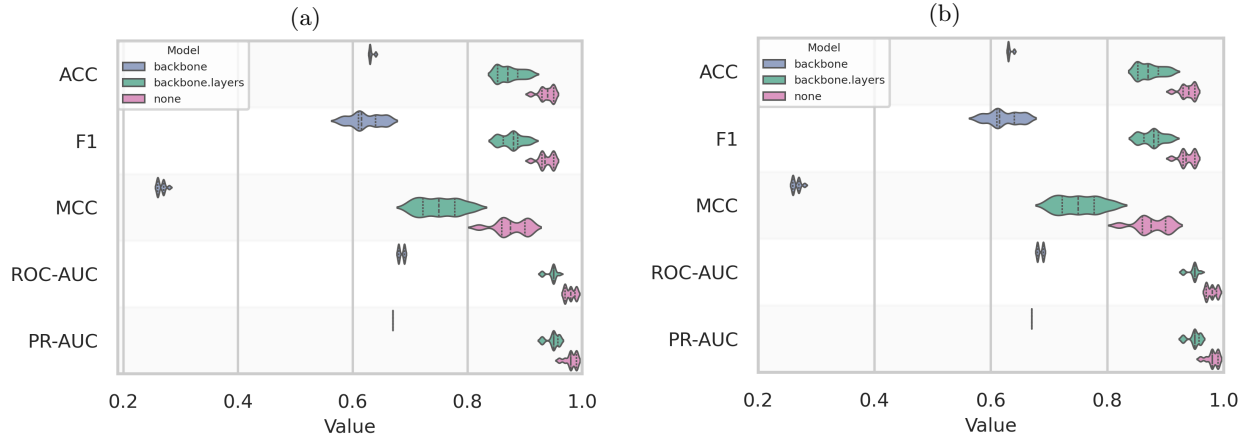 (a)
Model
backbone
backbone.layers
none
ACC
F1
MCC
ROC-AUC
PR-AUC
0.2 0.4 0.6 0.8 1.0
Value
(b)
Model
backbone
backbone.layers
none
ACC
F1
MCC
ROC-AUC
PR-AUC
0.2 0.4 0.6 0.8 1.0
Value